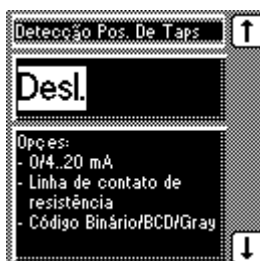 Detecção Pos. De Taps
Desl.
Opçes:
- 0/4..20 mA
- Linha de contato de
resistência
- Código Binário/BCD/Gray